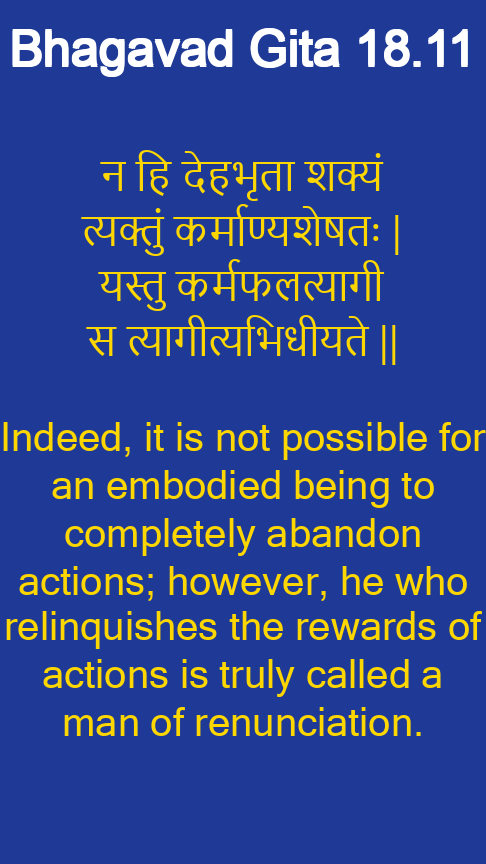 Bhagavad Gita 18.11
न हि देहभृता शक्यं
त्यक्तुं कर्माण्यशेषतः |
यस्तु कर्मफलत्यागी
स त्यागीत्यभिधीयते ||
Indeed, it is not possible for
an embodied being to
completely abandon
actions; however, he who
relinquishes the rewards of
actions is truly called a
man of renunciation.